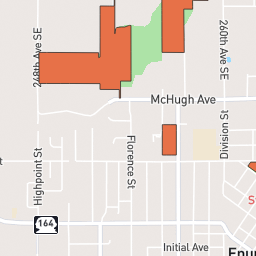 248th Ave SE
260th Ave SE
McHugh Ave
Division St
Florence St
Highpoint St
164
Initial Ave